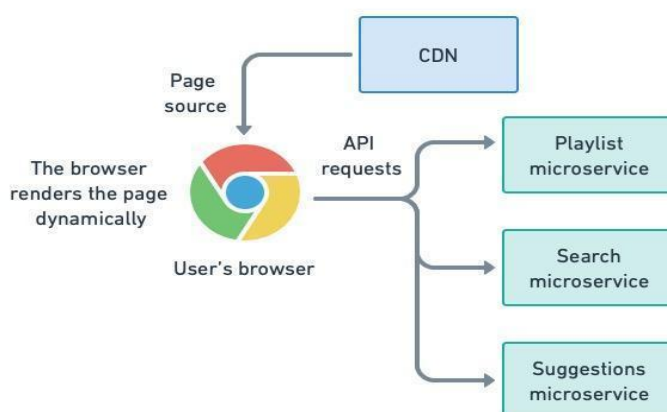 CDN
Page
source
API
requests
The browser
renders the page
dynamically
User's browser
Playlist
microservice
Search
microservice
Suggestions
microservice